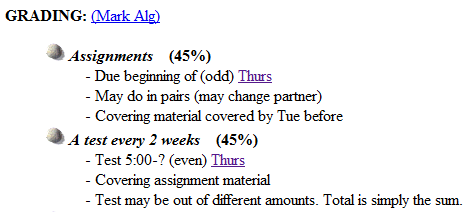 GRADING: (Mark Alg)
Assignments (45%)
- Due beginning of (odd) Thurs
- May do in pairs (may change partner)
- Covering material covered by Tue before
A test every 2 weeks (45%)
- Test 5:00-? (even) Thurs
- Covering assignment material
- Test may be out of different amounts. Total is simply the sum.